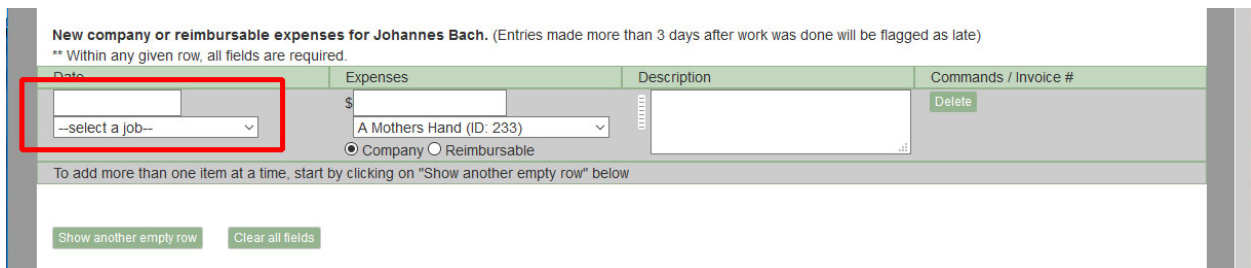 New company or reimbursable expenses for Johannes Bach. (Entries made more than 3 days after work was done will be flagged as late)
** Within any given row, all fields are required.
Date Expenses Description Commands / Invoice #
$ Delete
--select a job-- A Mothers Hand (ID: 233)
Company Reimbursable
To add more than one item at a time, start by clicking on "Show another empty row" below
Show another empty row Clear all fields